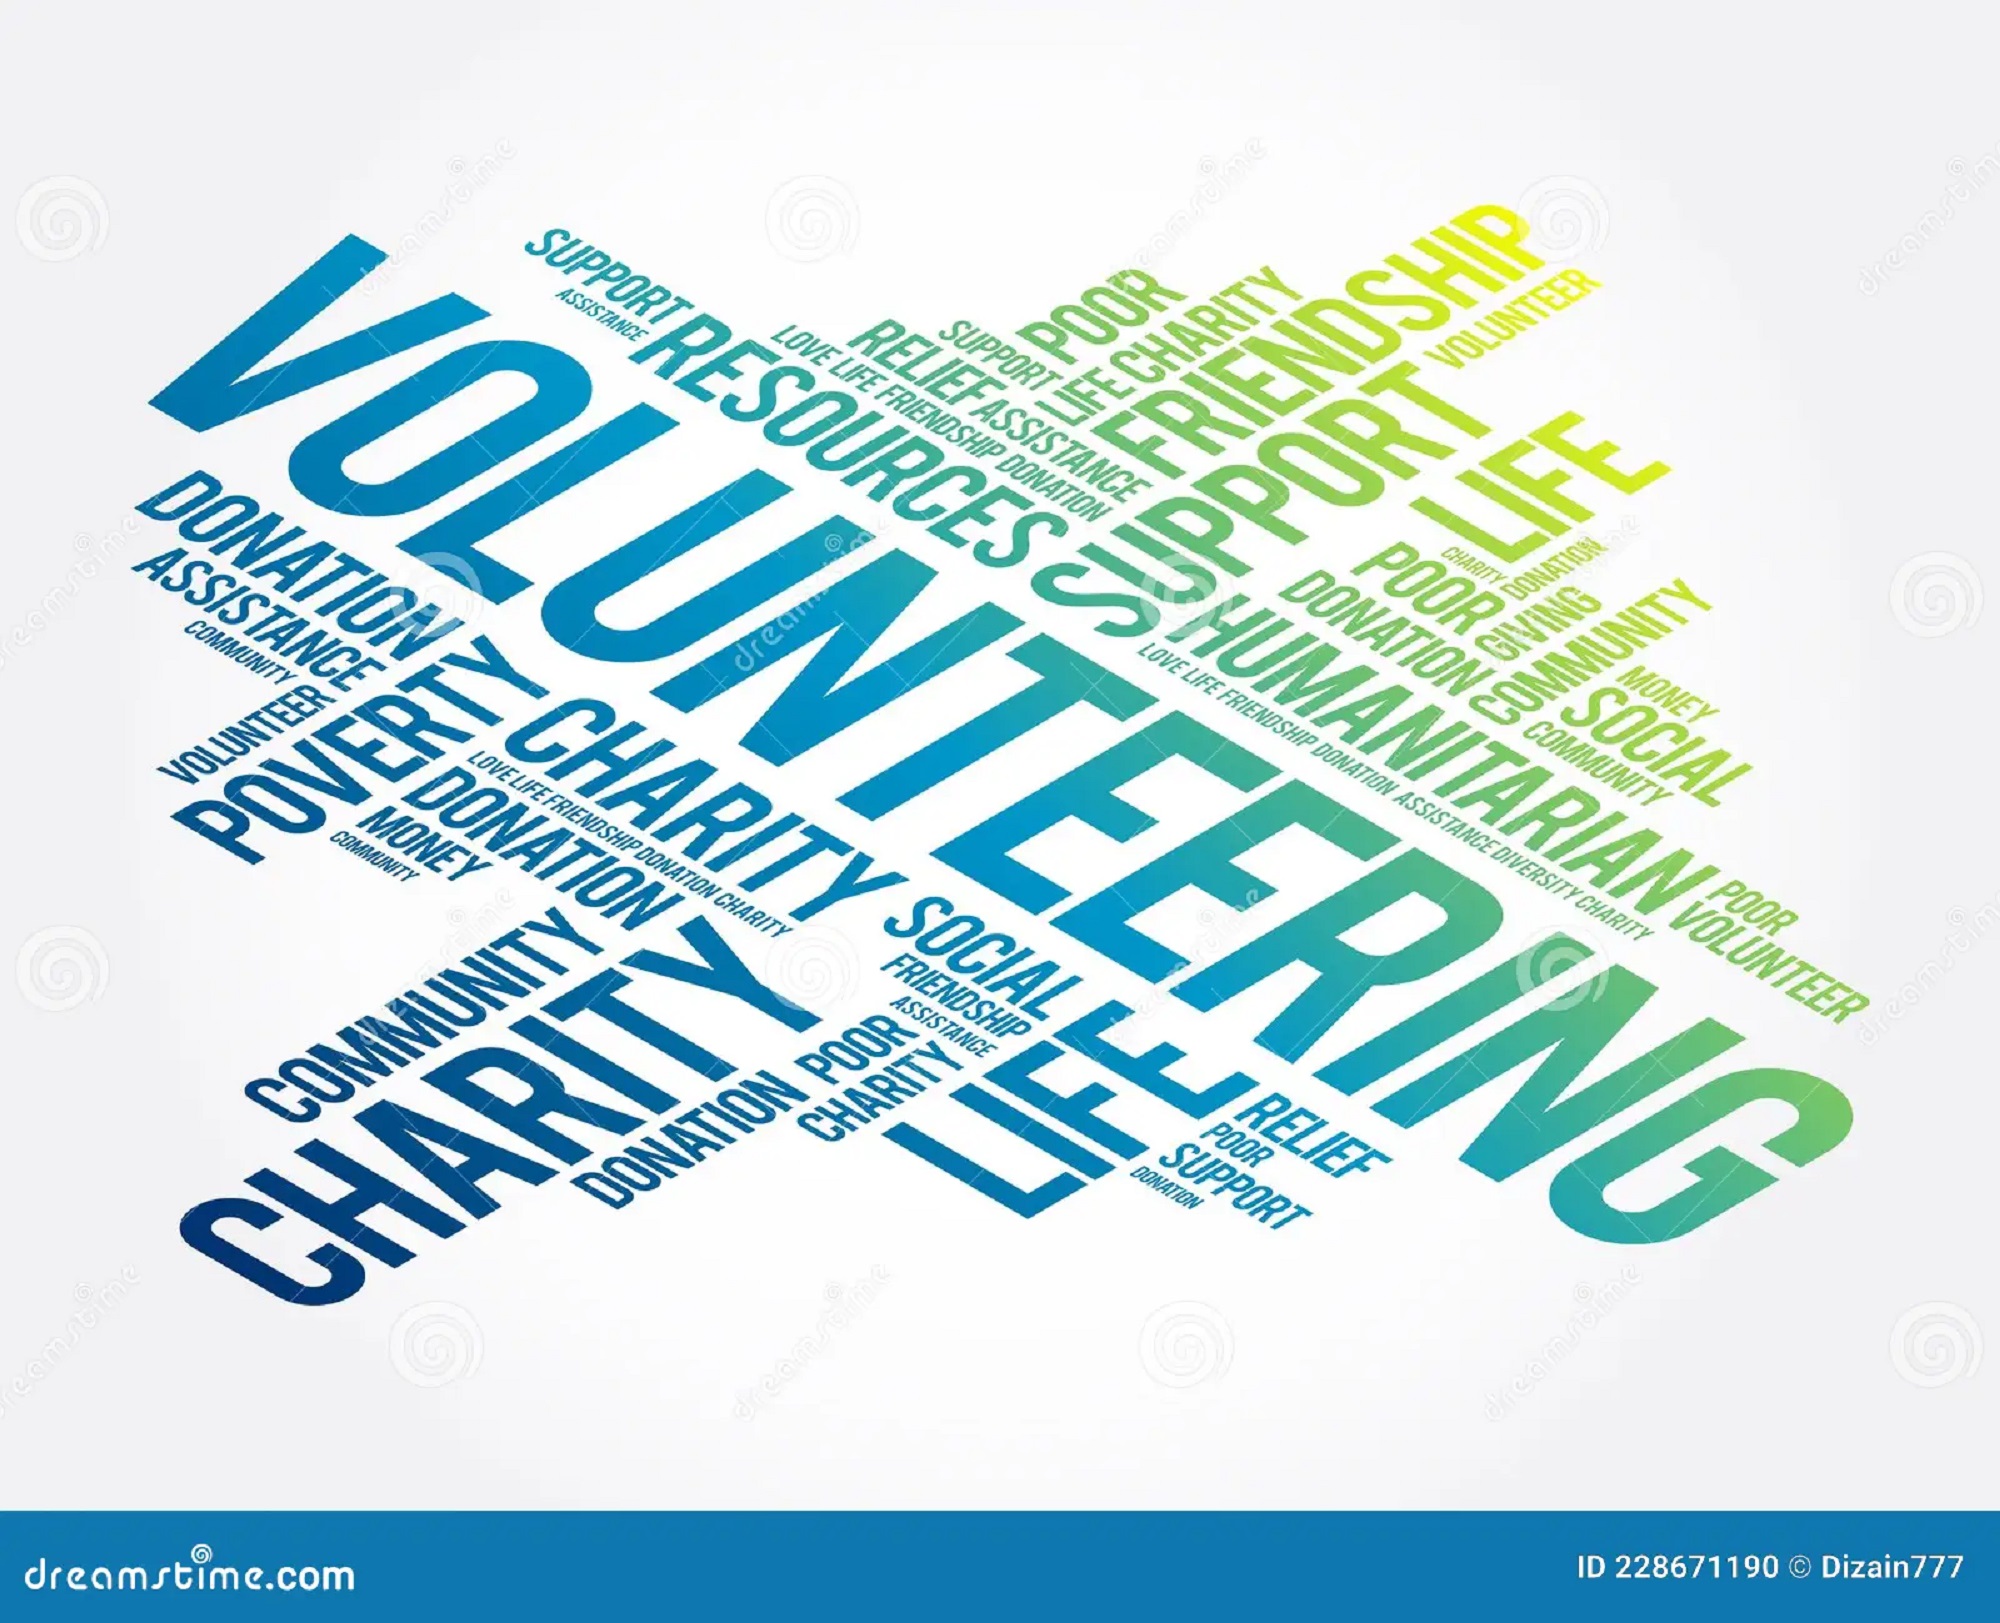 SUPPORT
ASSISTANCE
RESOURCES
LOVE LIFE FRIENDSHIP DONATION
RELIEF
SUPPORT
ASSISTANCE
POOR
LIFE
CHARITY
FRIENDSHIP
VOLUNTEER
SUPPORT
LIFE
VOLUNTEERING
CHARITY
DONATION
POOR
GIVING
DONATION
COMMUNITY
MONEY
SOCIAL
COMMUNITY
HUMANITARIAN
LOVE LIFE FRIENDSHIP DONATION ASSISTANCE DIVERSITY CHARITY
POOR
VOLUNTEER
DONATION
ASSISTANCE
COMMUNITY
VOLUNTEER
POVERTY
CHARITY
LOVE LIFE FRIENDSHIP DONATION CHARITY
DONATION
MONEY
COMMUNITY
COMMUNITY
CHARITY
SOCIAL
FRIENDSHIP
ASSISTANCE
POOR
DONATION
CHARITY
LIFE
RELIEF
POOR
SUPPORT
DONATION
dreamstime.com
ID 228671190 © Dizain777